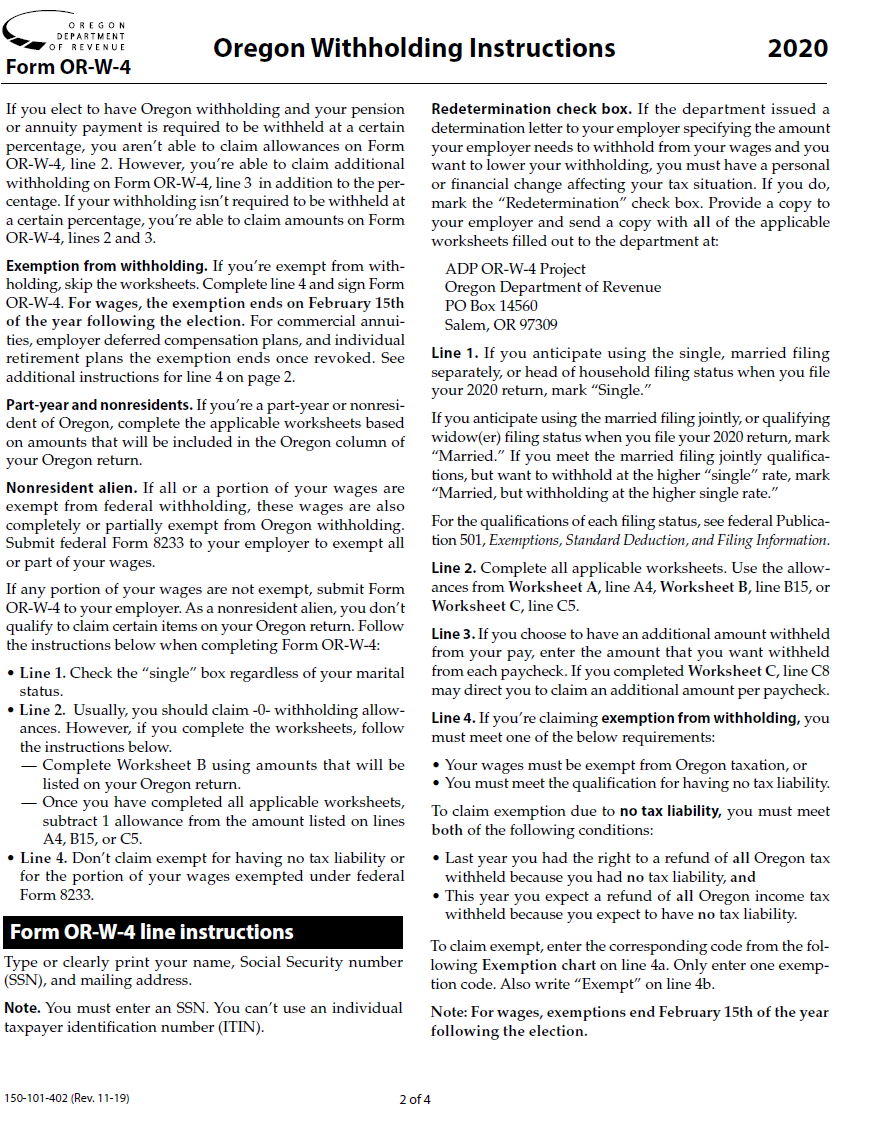 OREGON
DEPARTMENT
OF REVENUE
Form OR-W-4
Oregon Withholding Instructions
2020
If you elect to have Oregon withholding and your pension
or annuity payment is required to be withheld at a certain
percentage, you aren't able to claim allowances on Form
OR-W-4, line 2. However, you're able to claim additional
withholding on Form OR-W-4, line 3 in addition to the per-
centage. If your withholding isn't required to be withheld at
a certain percentage, you're able to claim amounts on Form
OR-W-4, lines 2 and 3.
Exemption from withholding. If you're exempt from with-
holding, skip the worksheets. Complete line 4 and sign Form
OR-W-4. For wages, the exemption ends on February 15th
of the year following the election. For commercial annui-
ties, employer deferred compensation plans, and individual
retirement plans the exemption ends once revoked. See
additional instructions for line 4 on page 2.
Part-year and nonresidents. If you're a part-year or nonresi-
dent of Oregon, complete the applicable worksheets based
on amounts that will be included in the Oregon column of
your Oregon return.
Nonresident alien. If all or a portion of your wages are
exempt from federal withholding, these wages are also
completely or partially exempt from Oregon withholding.
Submit federal Form 8233 to your employer to exempt all
or part of your wages.
If any portion of your wages are not exempt, submit Form
OR-W-4 to your employer. As a nonresident alien, you don't
qualify to claim certain items on your Oregon return. Follow
the instructions below when completing Form OR-W-4:
• Line 1. Check the "single" box regardless of your marital
status.
• Line 2. Usually, you should claim -0- withholding allow-
ances. However, if you complete the worksheets, follow
the instructions below.
— Complete Worksheet B using amounts that will be
listed on your Oregon return.
— Once you have completed all applicable worksheets,
subtract 1 allowance from the amount listed on lines
A4, B15, or C5.
• Line 4. Don't claim exempt for having no tax liability or
for the portion of your wages exempted under federal
Form 8233.
Form OR-W-4 line instructions
Type or clearly print your name, Social Security number
(SSN), and mailing address.
Note. You must enter an SSN. You can't use an individual
taxpayer identification number (ITIN).
Redetermination check box. If the department issued a
determination letter to your employer specifying the amount
your employer needs to withhold from your wages and you
want to lower your withholding, you must have a personal
or financial change affecting your tax situation. If you do,
mark the "Redetermination" check box. Provide a copy to
your employer and send a copy with all of the applicable
worksheets filled out to the department at:
ADP OR-W-4 Project
Oregon Department of Revenue
PO Box 14560
Salem, OR 97309
Line 1. If you anticipate using the single, married filing
separately, or head of household filing status when you file
your 2020 return, mark "Single."
If you anticipate using the married filing jointly, or qualifying
widow(er) filing status when you file your 2020 return, mark
"Married." If you meet the married filing jointly qualifica-
tions, but want to withhold at the higher "single" rate, mark
"Married, but withholding at the higher single rate."
For the qualifications of each filing status, see federal Publica-
tion 501, Exemptions, Standard Deduction, and Filing Information.
Line 2. Complete all applicable worksheets. Use the allow-
ances from Worksheet A, line A4, Worksheet B, line B15, or
Worksheet C, line C5.
Line 3. If you choose to have an additional amount withheld
from your pay, enter the amount that you want withheld
from each paycheck. If you completed Worksheet C, line C8
may direct you to claim an additional amount per paycheck.
Line 4. If you're claiming exemption from withholding, you
must meet one of the below requirements:
• Your wages must be exempt from Oregon taxation, or
• You must meet the qualification for having no tax liability.
To claim exemption due to no tax liability, you must meet
both of the following conditions:
• Last year you had the right to a refund of all Oregon tax
withheld because you had no tax liability, and
• This year you expect a refund of all Oregon income tax
withheld because you expect to have no tax liability.
To claim exempt, enter the corresponding code from the fol-
lowing Exemption chart on line 4a. Only enter one exemp-
tion code. Also write "Exempt" on line 4b.
Note: For wages, exemptions end February 15th of the year
following the election.
150-101-402 (Rev. 11-19)
2 of 4